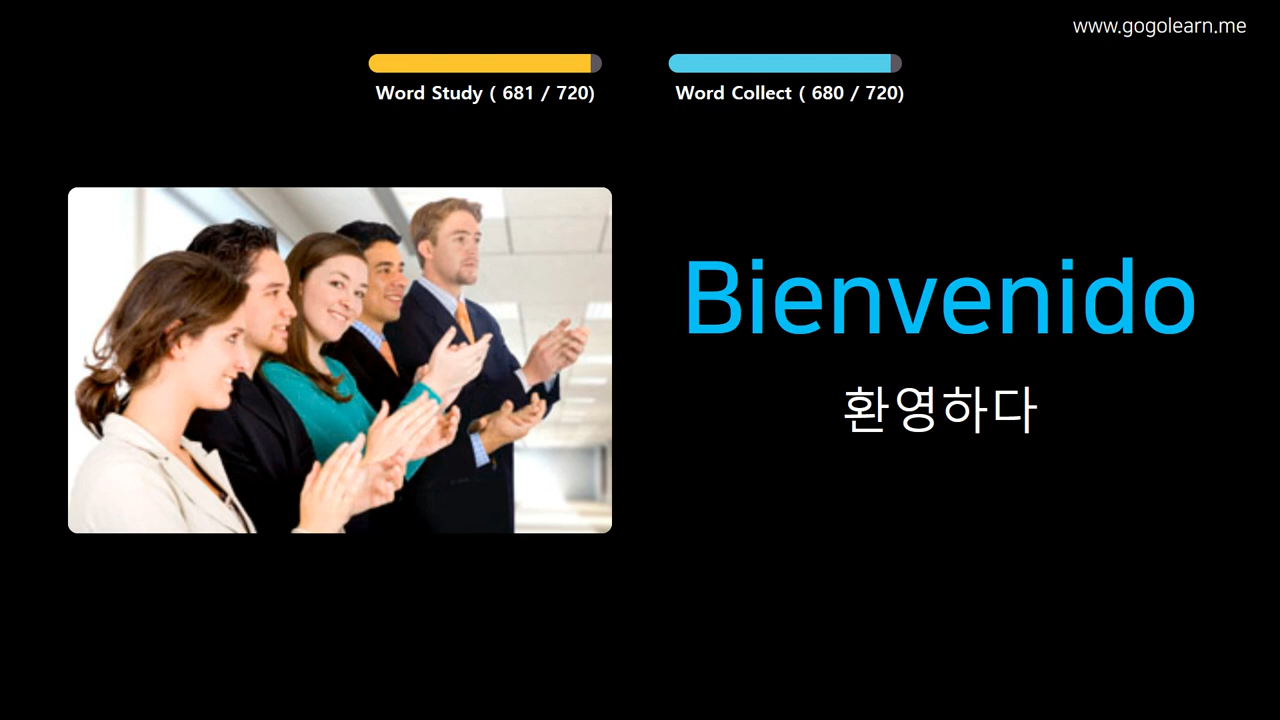 www.gogolearn.me
Word Study ( 681 / 720)
Word Collect ( 680 / 720)
Bienvenido
환영하다